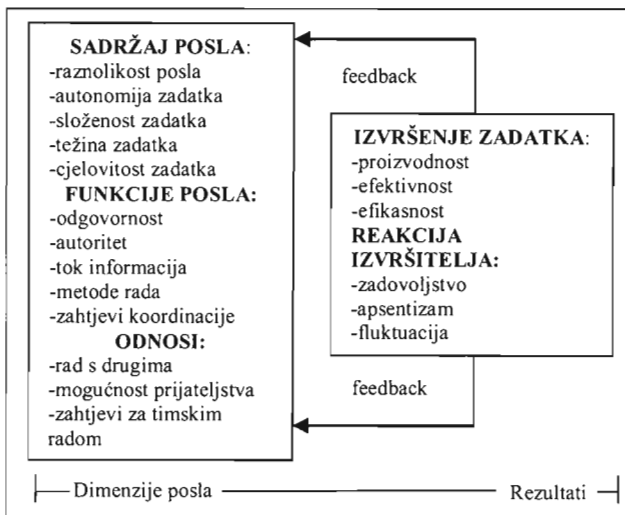 SADRŽAJ POSLA:
-raznolikost posla
-autonomija zadatka
-složenost zadatka
-težina zadatka
-cjelovitost zadatka
FUNKCIJE POSLA:
-odgovornost
-autoritet
-tok informacija
-metode rada
-zahtjevi koordinacije
ODNOSI:
-rad s drugima
-mogućnost prijateljstva
-zahtjevi za timskim
radom
feedback
IZVRŠENJE ZADATKA:
-proizvodnost
-efektivnost
-efikasnost
REAKCIJA
IZVRŠITELJA:
-zadovoljstvo
-apsentizam
-fluktuacija
feedback
Dimenzije posla
Rezultati